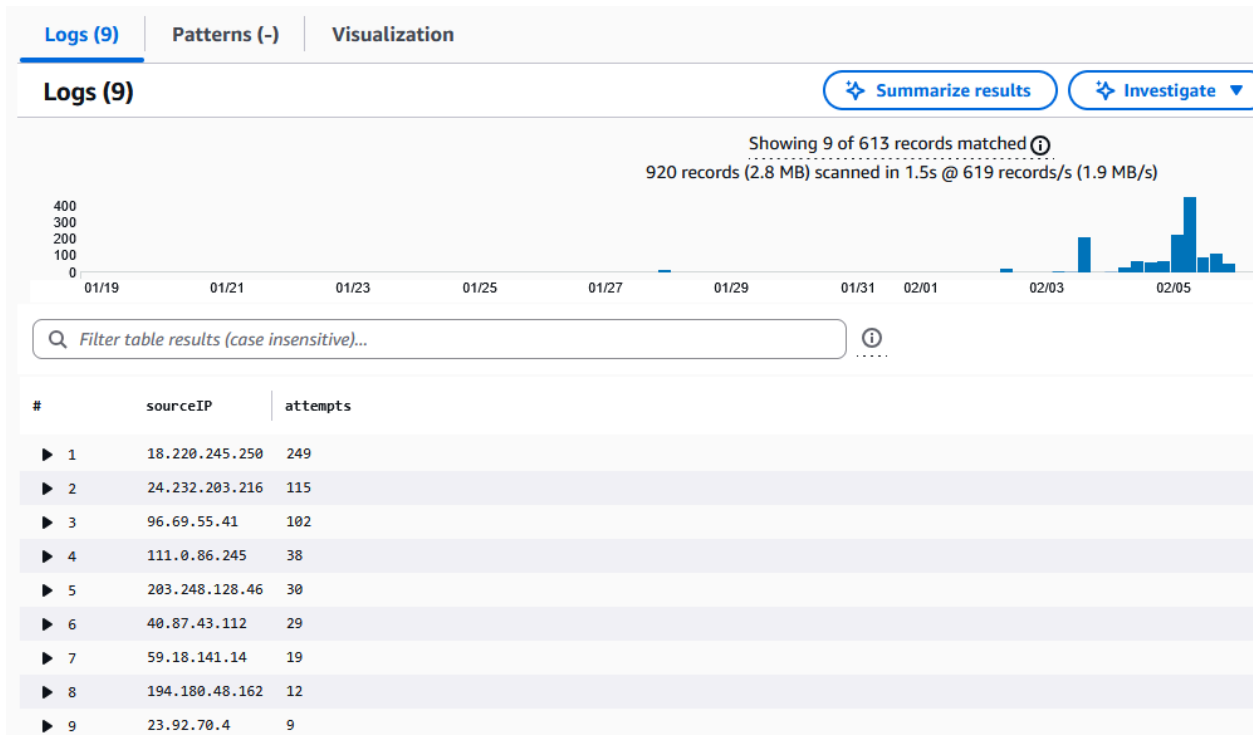 Logs (9) Patterns (-) Visualization
Logs (9) Summarize results Investigate
Showing 9 of 613 records matched
920 records (2.8 MB) scanned in 1.5s @ 619 records/s (1.9 MB/s)
400
300
200
100
0
01/19 01/21 01/23 01/25 01/27 01/29 01/31 02/01 02/03 02/05
Filter table results (case insensitive)...
# sourceIP attempts
1 18.220.245.250 249
2 24.232.203.216 115
3 96.69.55.41 102
4 111.0.86.245 38
5 203.248.128.46 30
6 40.87.43.112 29
7 59.18.141.14 19
8 194.180.48.162 12
9 23.92.70.4 9